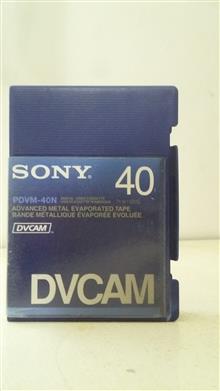 SONY 40
PDVM-40N
ADVANCED METAL EVAPORATED TAPE
BANDE MÉTALLIQUE ÉVAPORÉE ÉVOLUÉE
DVCAM
DVCAM